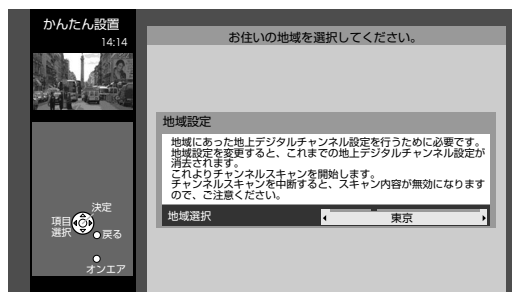 かんたん設置
14:14
お住いの地域を選択してください。
地域設定
地域にあった地上デジタルチャンネル設定を行うために必要です。
地域設定を変更すると、これまでの地上デジタルチャンネル設定が
消去されます。
これよりチャンネルスキャンを開始します。
チャンネルスキャンを中断すると、スキャン内容が無効になります
ので、ご注意ください。
地域選択
東京
決定
項目
選択
戻る
オンエア